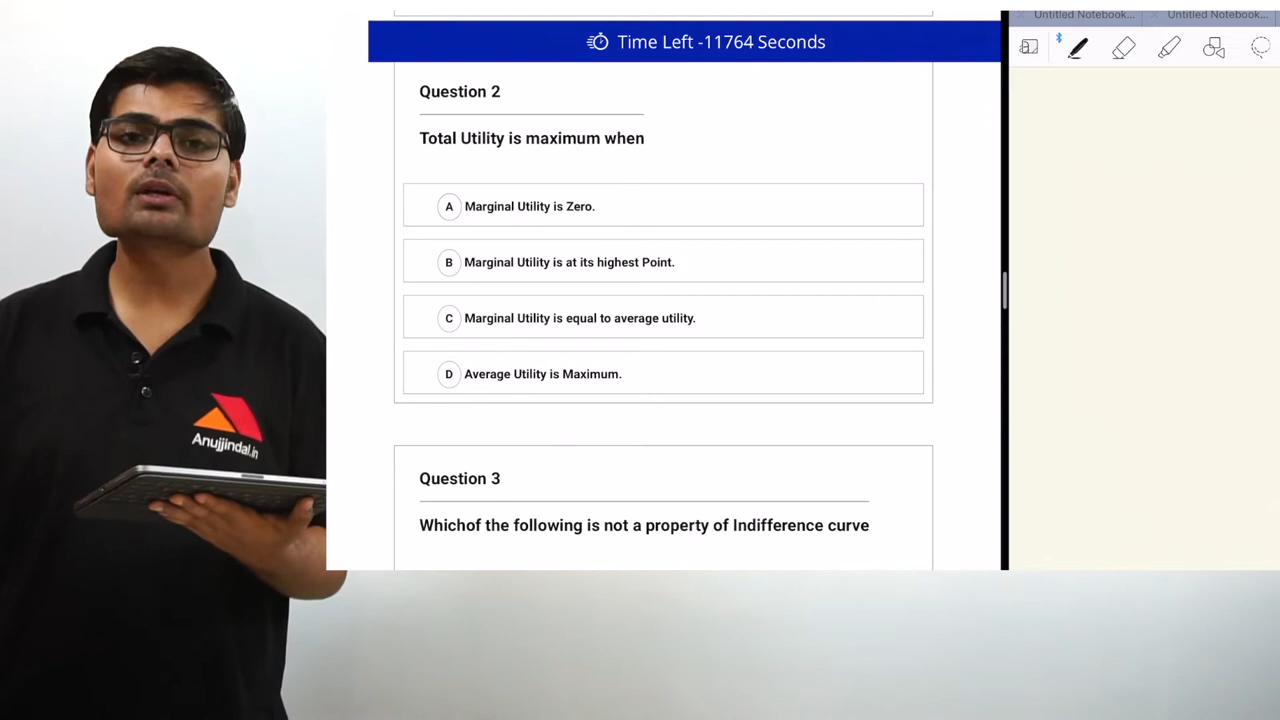 Untitled Notebook...
Untitled Notebook...
Time Left -11764 Seconds
Question 2
Total Utility is maximum when
A Marginal Utility is Zero.
B Marginal Utility is at its highest Point.
C Marginal Utility is equal to average utility.
D Average Utility is Maximum.
Question 3
Whichof the following is not a property of Indifference curve
Anujjindal.in